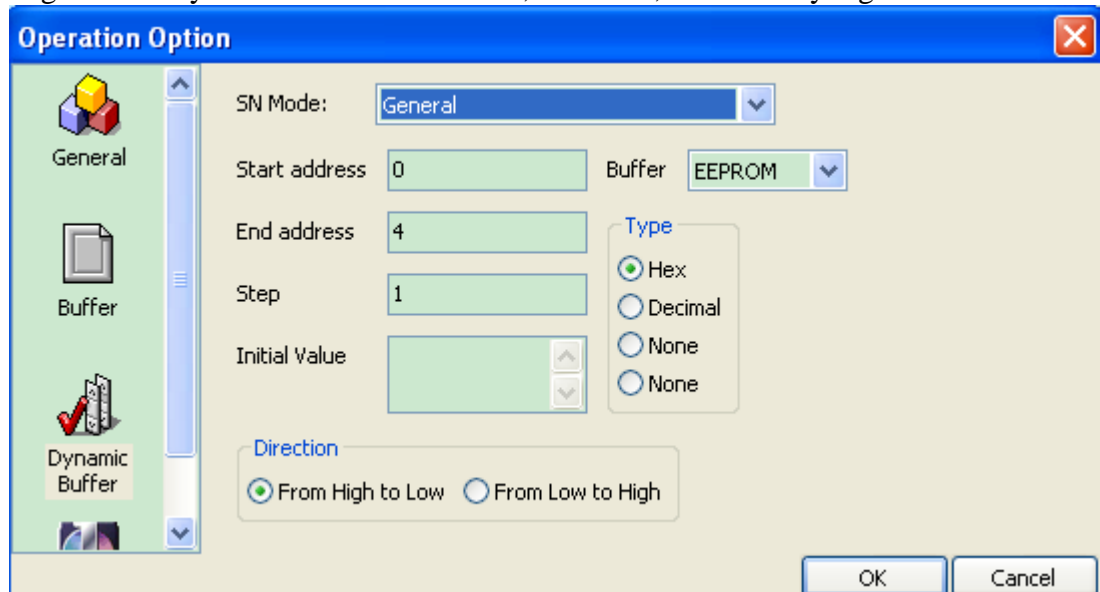 Operation Option
General
Buffer
Dynamic
Buffer
SN Mode: General
Start address 0 Buffer EEPROM
End address 4
Step 1
Initial Value
Type
Hex
Decimal
None
None
Direction
From High to Low From Low to High
OK Cancel